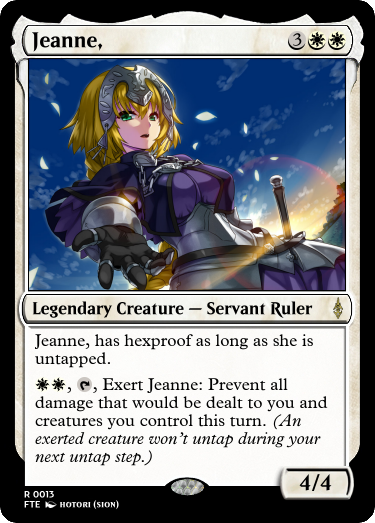 Jeanne, 3
Legendary Creature — Servant Ruler
Jeanne, has hexproof as long as she is
untapped.
, , Exert Jeanne: Prevent all
damage that would be dealt to you and
creatures you control this turn. (An
exerted creature won't untap during your
next untap step.)
4/4
R 0013
FTE HOTORI (SION)